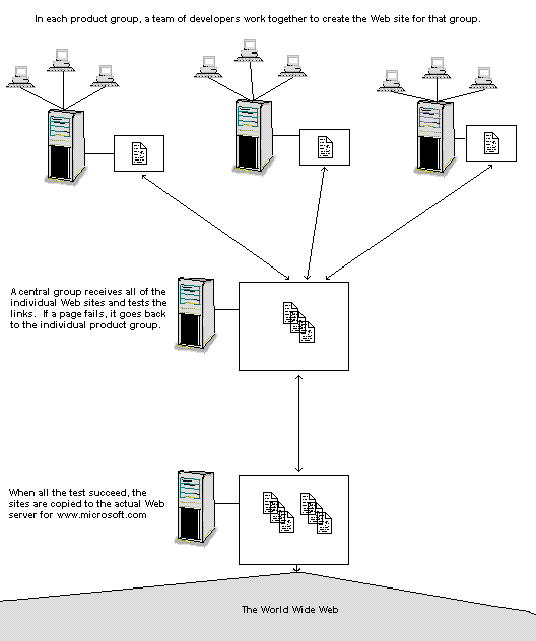 In each product group, a team of developers work together to create the Web site for that group.
A central group receives all of the
individual Web sites and tests the
links. If a page fails, it goes back
to the individual product group.
When all the test succeed, the
sites are copied to the actual Web
server for www.microsoft.com
The World Wide Web